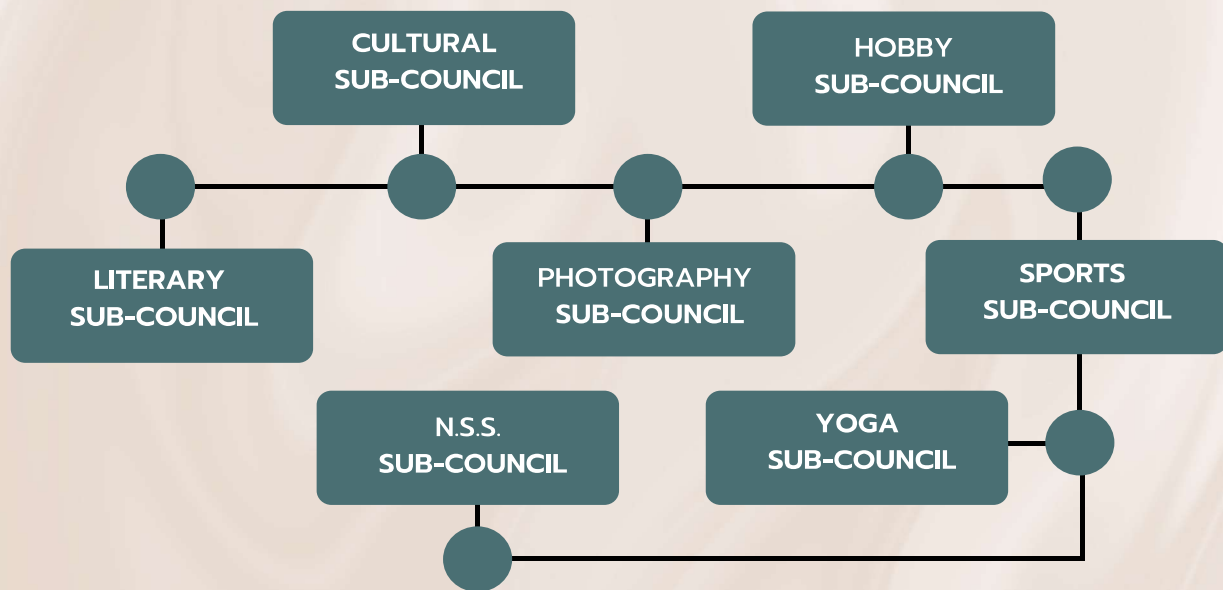 CULTURAL
SUB-COUNCIL
HOBBY
SUB-COUNCIL
LITERARY
SUB-COUNCIL
PHOTOGRAPHY
SUB-COUNCIL
SPORTS
SUB-COUNCIL
N.S.S.
SUB-COUNCIL
YOGA
SUB-COUNCIL